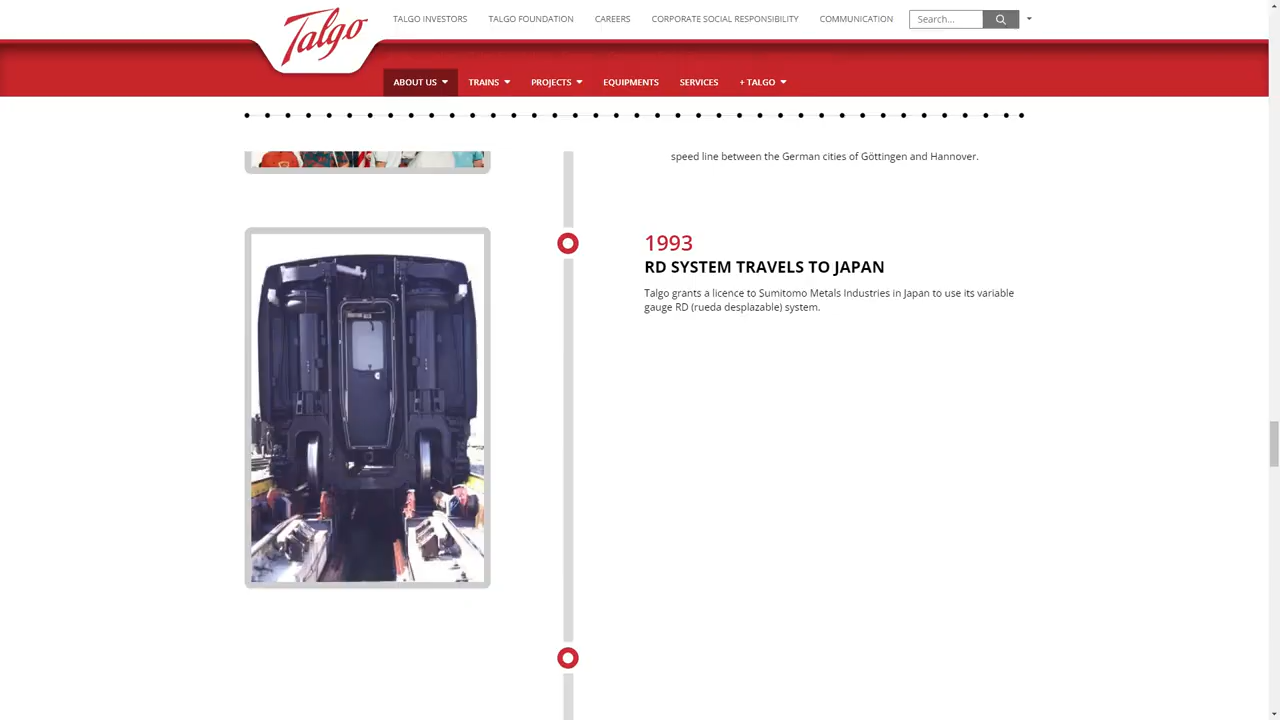 Talgo
TALGO INVESTORS TALGO FOUNDATION CAREERS CORPORATE SOCIAL RESPONSIBILITY COMMUNICATION Search...
ABOUT US TRAINS PROJECTS EQUIPMENTS SERVICES + TALGO
speed line between the German cities of Göttingen and Hannover.
1993
RD SYSTEM TRAVELS TO JAPAN
Talgo grants a licence to Sumitomo Metals Industries in Japan to use its variable
gauge RD (rueda desplazable) system.